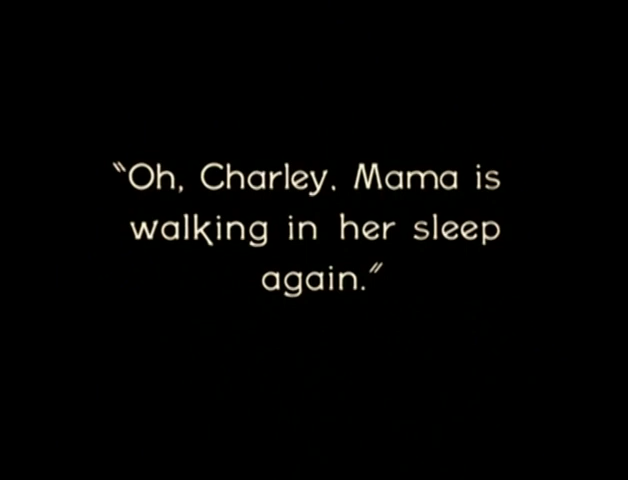 "Oh, Charley. Mama is
walking in her sleep
again."